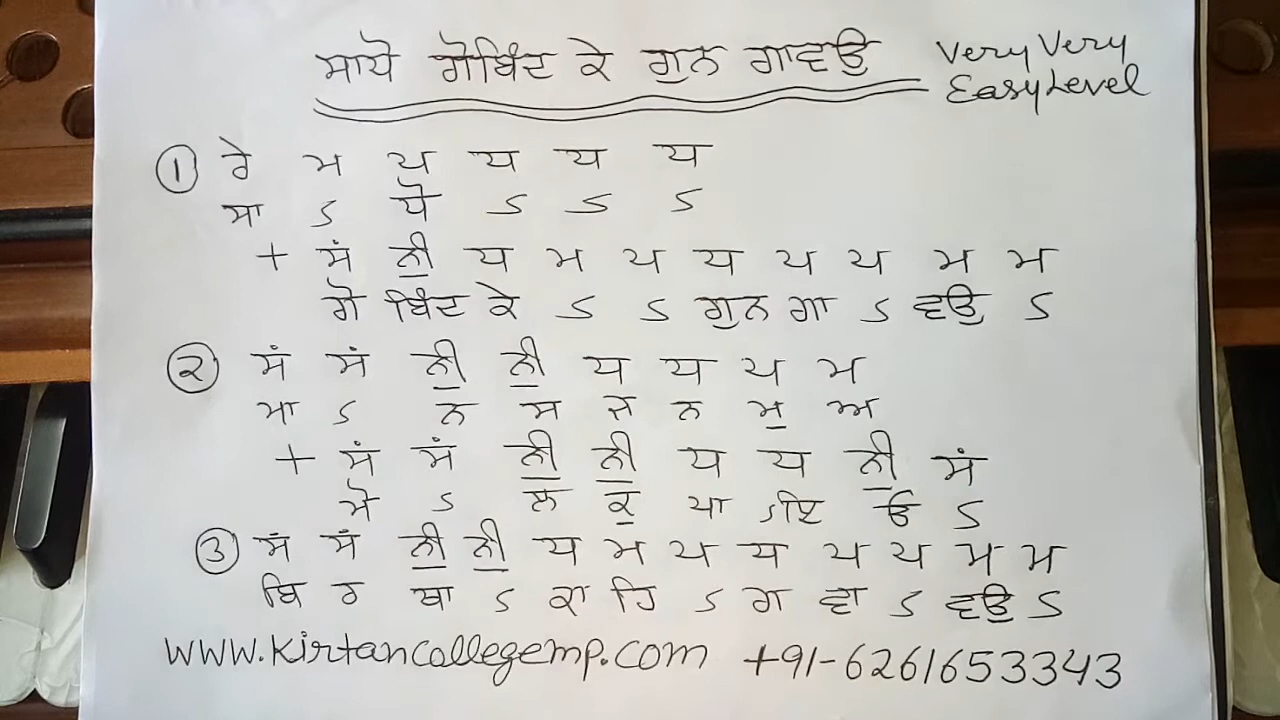 ਸਾਧੋ ਗੋਬਿੰਦ ਕੇ ਗੁਨ ਗਾਵਉ Very Very
Easy Level
① ਰੇ ਮ ਪ ਧ ਧ ਧ
ਸਾ ऽ ਧੋ ऽ ऽ ऽ
+ ਸਂ ਨੀ ਧ ਮ ਪ ਧ ਪ ਪ ਮ ਮ
ਗੋ ਬਿੰਦ ਕੇ ऽ ऽ ਗੁਨ ਗਾ ऽ ਵਉ ऽ
② ਸਂ ਸਂ ਨੀ ਨੀ ਧ ਧ ਪ ਮ
ਮਾ ऽ ਨ ਸ ਜ ਨ ਮੁ ਅ
+ ਸਂ ਸਂ ਨੀ ਨੀ ਧ ਧ ਨੀ ਸਂ
ਮੋ ऽ ਲ ਕੁ ਪਾ ऽਇ ਓ ऽ
③ ਸਂ ਸਂ ਨੀ ਨੀ ਧ ਮ ਪ ਧ ਪ ਪ ਮ ਮ
ਬਿ ਰ ਥਾ ऽ ਕਾ ਹਿ ऽ ਗ ਵਾ ऽ ਵਉ ऽ
www.kirtancollegemp.com +91-6261653343